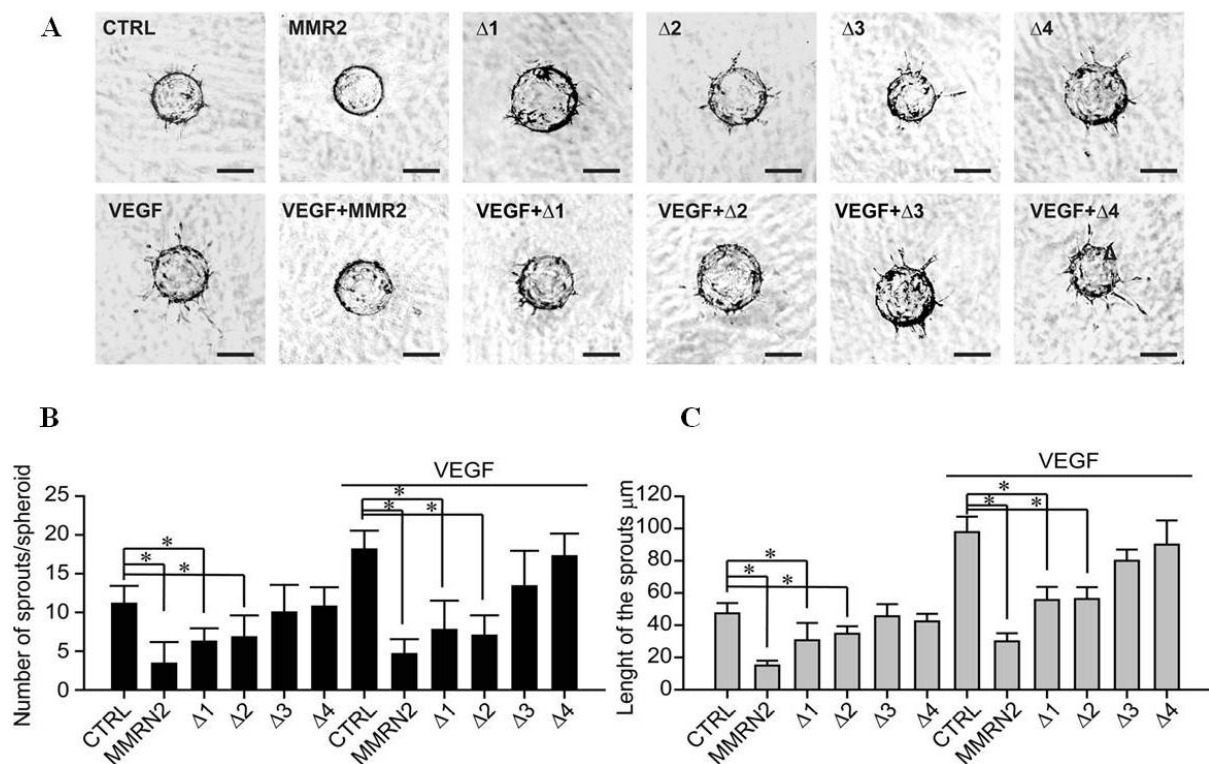 A
CTRL
MMR2
Δ1
Δ2
Δ3
Δ4
VEGF
VEGF+MMR2
VEGF+Δ1
VEGF+Δ2
VEGF+Δ3
VEGF+Δ4
Δ
B
Number of sprouts/spheroid
25
20
15
10
5
0
VEGF
*
*
*
*
*
*
CTRL
MMRN2
Δ1
Δ2
Δ3
Δ4
CTRL
MMRN2
Δ1
Δ2
Δ3
Δ4
C
Lenght of the sprouts µm
120
100
80
60
40
20
0
VEGF
*
*
*
*
*
*
CTRL
MMRN2
Δ1
Δ2
Δ3
Δ4
CTRL
MMRN2
Δ1
Δ2
Δ3
Δ4